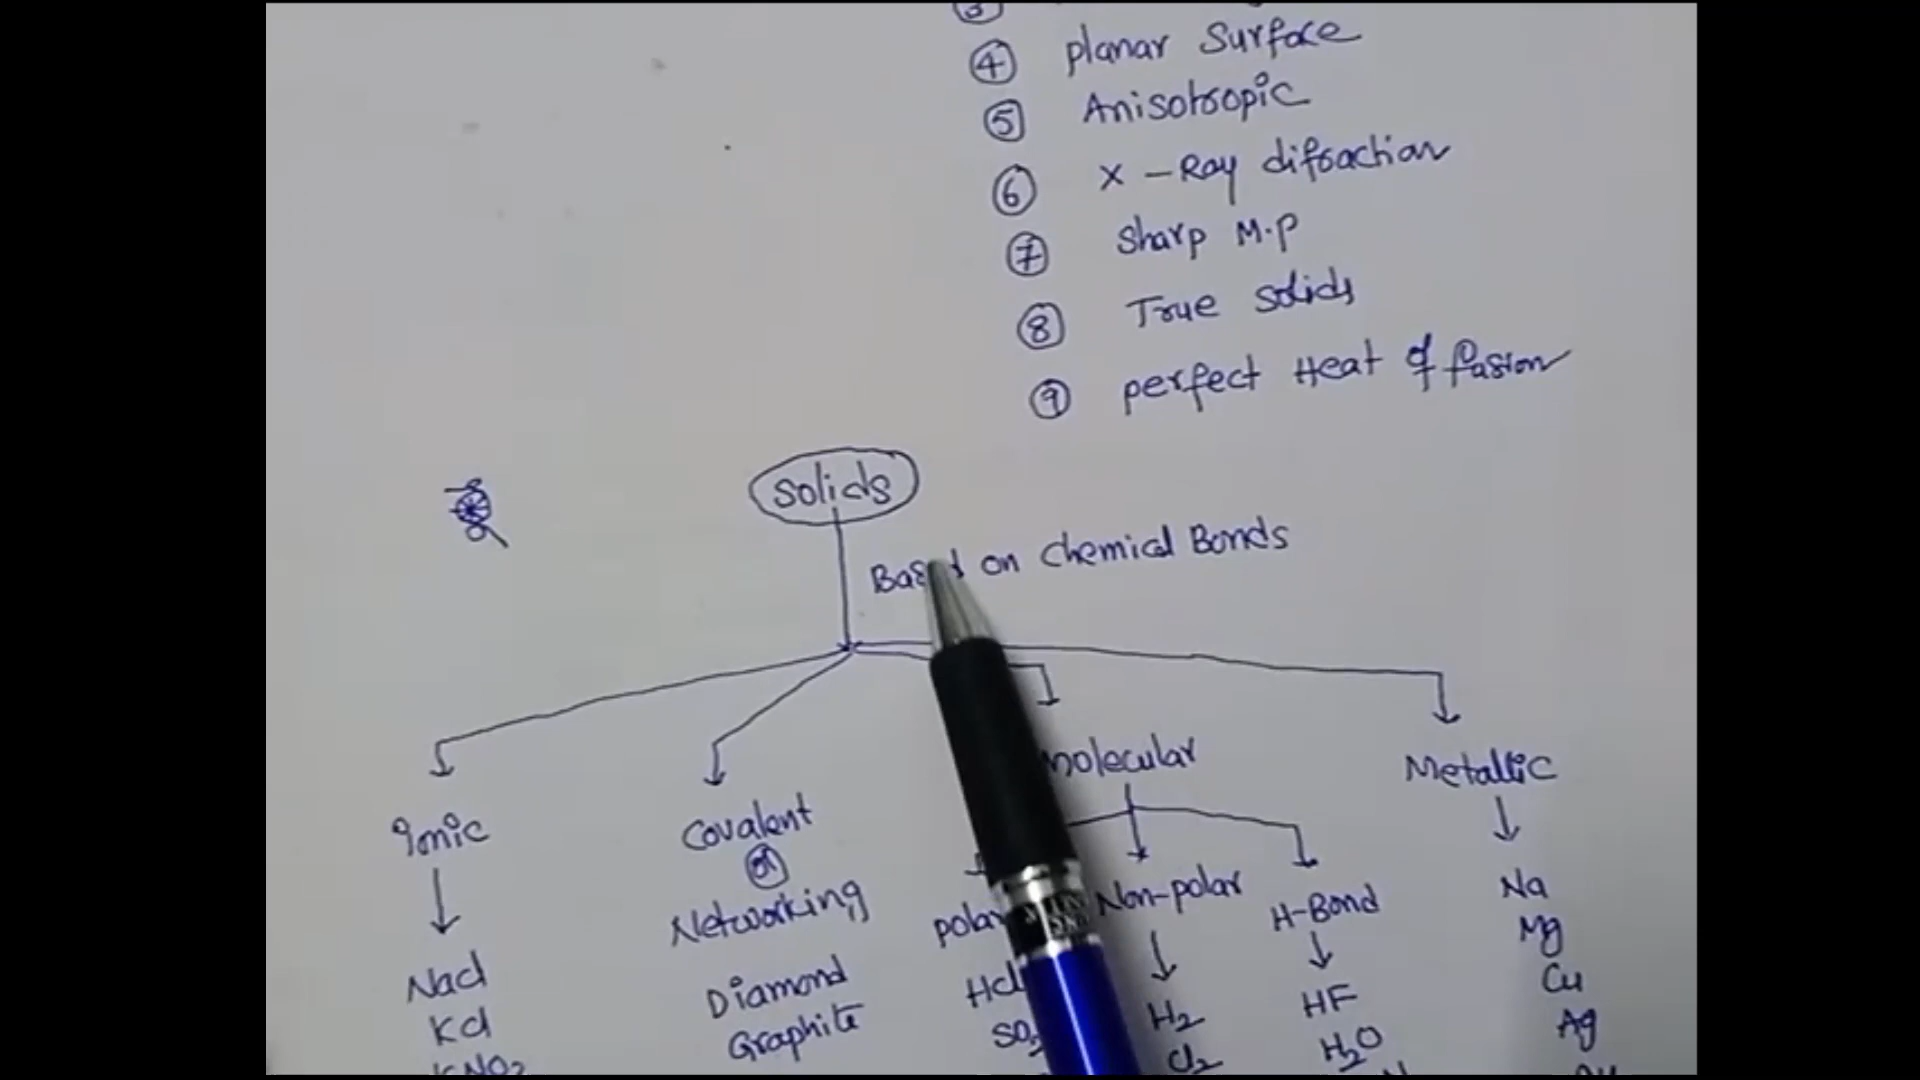 ④ planar Surface
⑤ Anisotropic
⑥ X-Ray difraction
⑦ Sharp M.P
⑧ True Solids
⑨ perfect Heat of fusion
Solids
Based on Chemical Bonds
Ionic
Covalent
or
Networking
Molecular
Metallic
Polar
Non-polar
H-Bond
Nacl
Kcl
Diamond
Graphite
Hcl
SO2
H2
Cl2
HF
H2O
Na
Mg
Cu
Ag